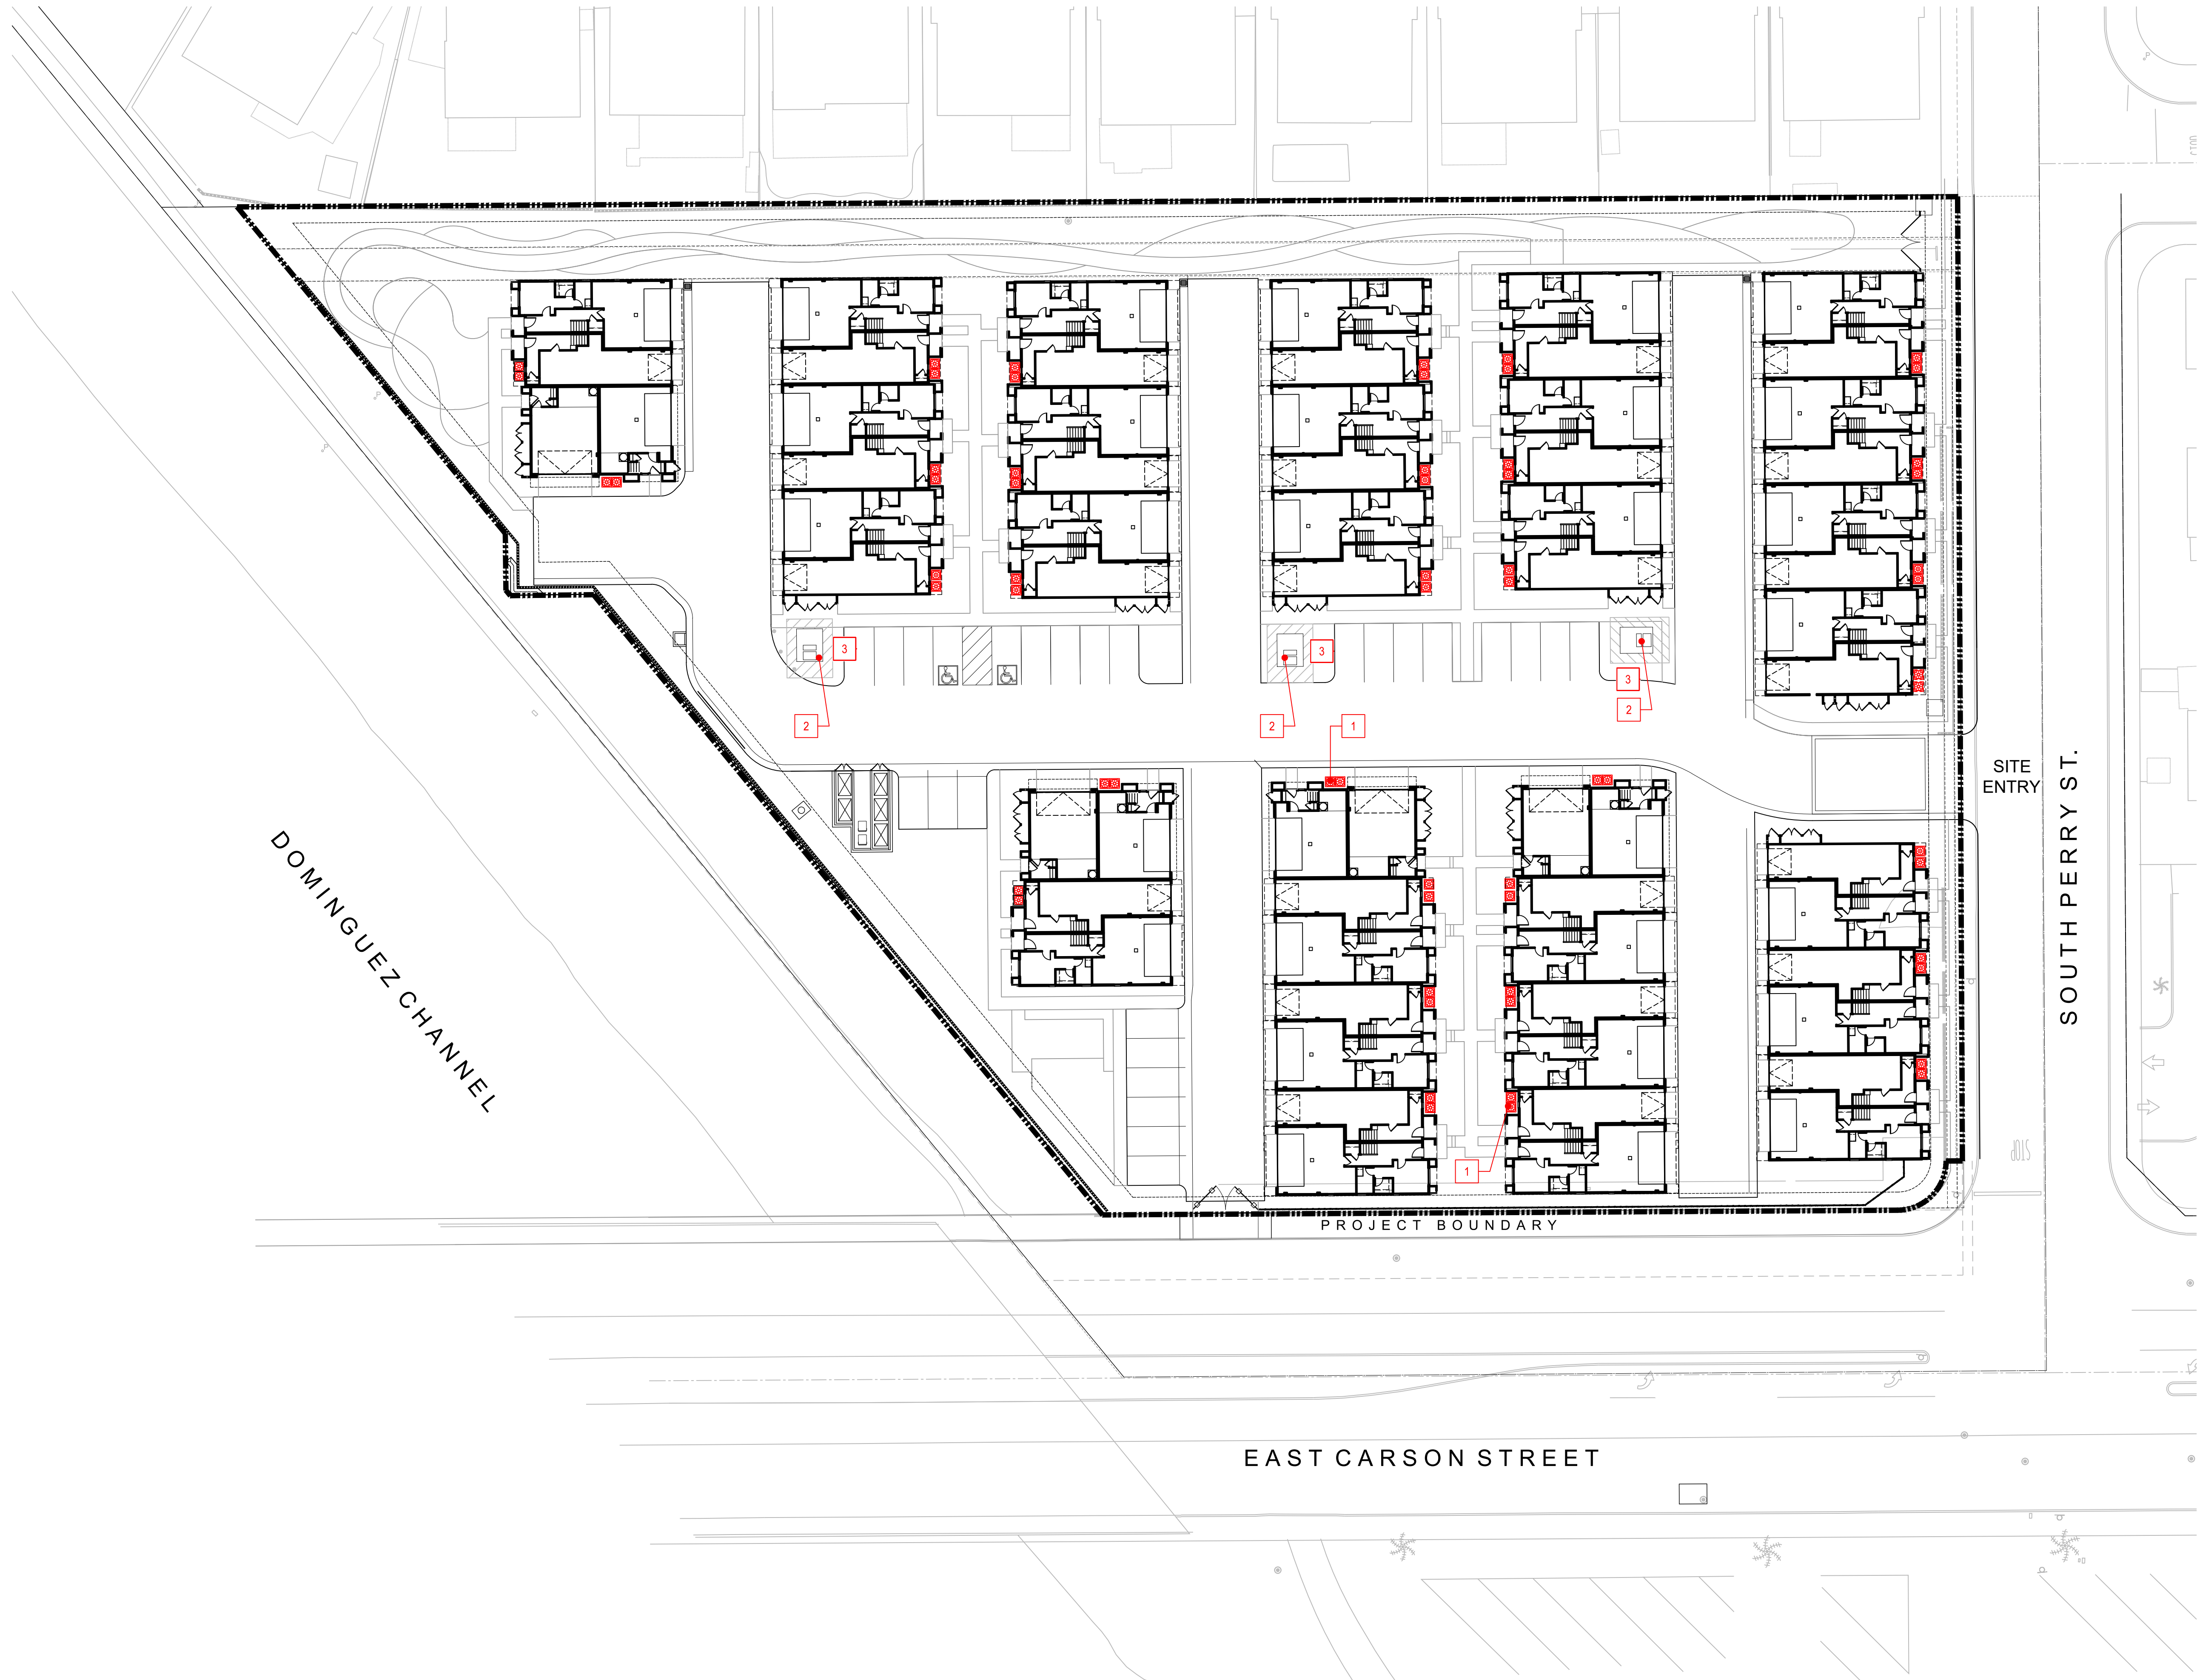 3
3
3
2
2
2
1
SITE
ENTRY
SOUTH PERRY ST.
DOMINGUEZ CHANNEL
1
STOP
PROJECT BOUNDARY
EAST CARSON STREET